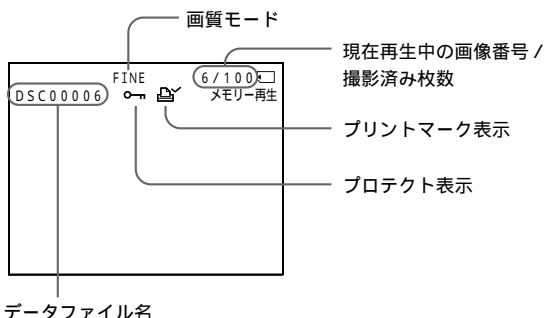 画質モード
現在再生中の画像番号/
撮影済み枚数
FINE
6/100
DSC00006
メモリー再生
プリントマーク表示
プロテクト表示
データファイル名